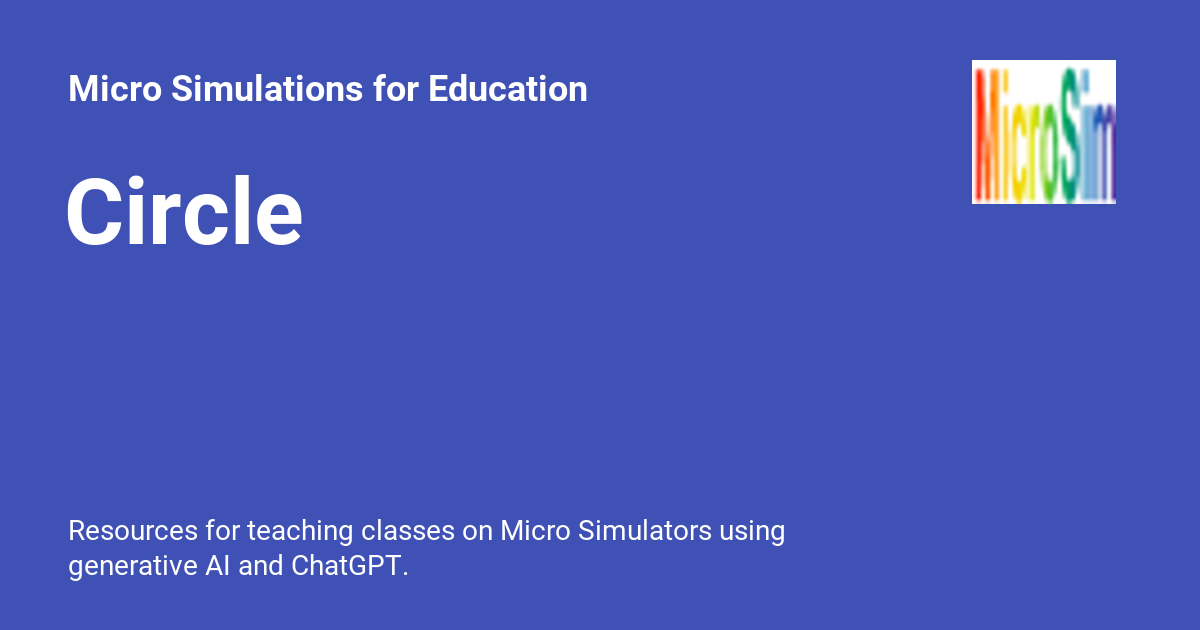 Micro Simulations for Education
MicroSim
Circle
Resources for teaching classes on Micro Simulators using
generative AI and ChatGPT.